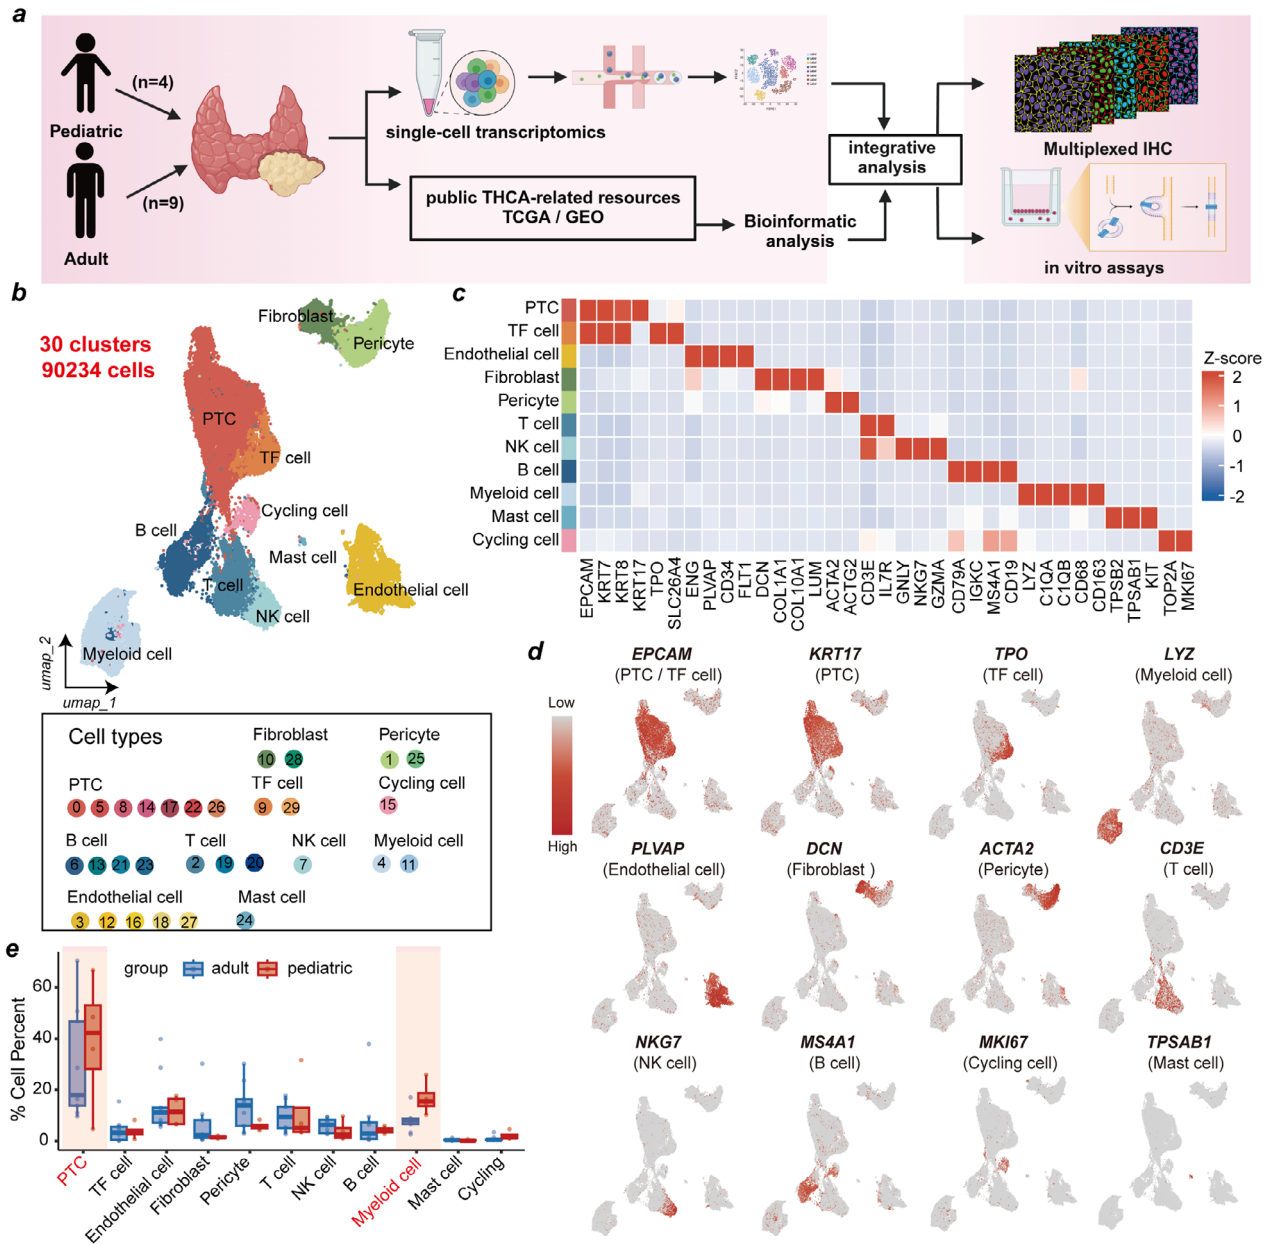 a
(n=4)
Pediatric
(n=9)
Adult
single-cell transcriptomics
public THCA-related resources
TCGA / GEO
Bioinformatic
analysis
integrative
analysis
Multiplexed IHC
in vitro assays
b
30 clusters
90234 cells
Fibroblast
Pericyte
PTC
TF cell
Cycling cell
B cell
Mast cell
T cell
Endothelial cell
NK cell
Myeloid cell
umap_2
umap_1
Cell types
Fibroblast
10 28
Pericyte
1 25
PTC
0 5 8 14 17 22 26
TF cell
9 29
Cycling cell
15
B cell
6 13 21 23
T cell
2 19 20
NK cell
7
Myeloid cell
4 11
Endothelial cell
3 12 16 18 27
Mast cell
24
c
PTC
TF cell
Endothelial cell
Fibroblast
Pericyte
T cell
NK cell
B cell
Myeloid cell
Mast cell
Cycling cell
EPCAM
KRT7
KRT8
KRT17
TPO
SLC26A4
ENG
PLVAP
CD34
FLT1
DCN
COL1A1
COL10A1
LUM
ACTA2
ACTG2
CD3E
IL7R
GNLY
NKG7
GZMA
CD79A
IGKC
MS4A1
CD19
LYZ
C1QA
C1QB
CD68
CD163
TPSB2
TPSAB1
KIT
TOP2A
MKI67
Z-score
2
1
0
-1
-2
d
Low
High
EPCAM
(PTC / TF cell)
KRT17
(PTC)
TPO
(TF cell)
LYZ
(Myeloid cell)
PLVAP
(Endothelial cell)
DCN
(Fibroblast )
ACTA2
(Pericyte)
CD3E
(T cell)
NKG7
(NK cell)
MS4A1
(B cell)
MKI67
(Cycling cell)
TPSAB1
(Mast cell)
e
group adult pediatric
% Cell Percent
60
40
20
0
PTC
TF cell
Endothelial cell
Fibroblast
Pericyte
T cell
NK cell
B cell
Myeloid cell
Mast cell
Cycling